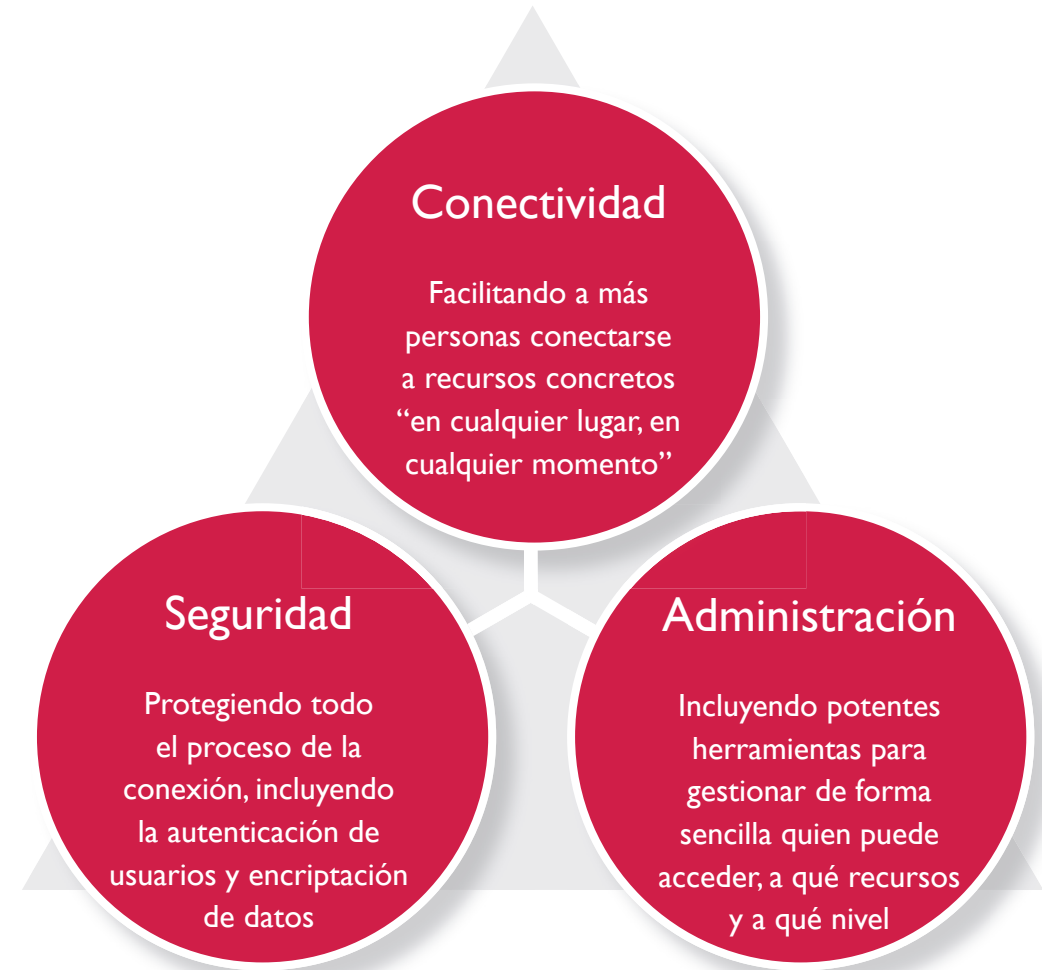 Conectividad
Facilitando a más
personas conectarse
a recursos concretos
“en cualquier lugar, en
cualquier momento”
Seguridad
Protegiendo todo
el proceso de la
conexión, incluyendo
la autenticación de
usuarios y encriptación
de datos
Administración
Incluyendo potentes
herramientas para
gestionar de forma
sencilla quien puede
acceder, a qué recursos
y a qué nivel